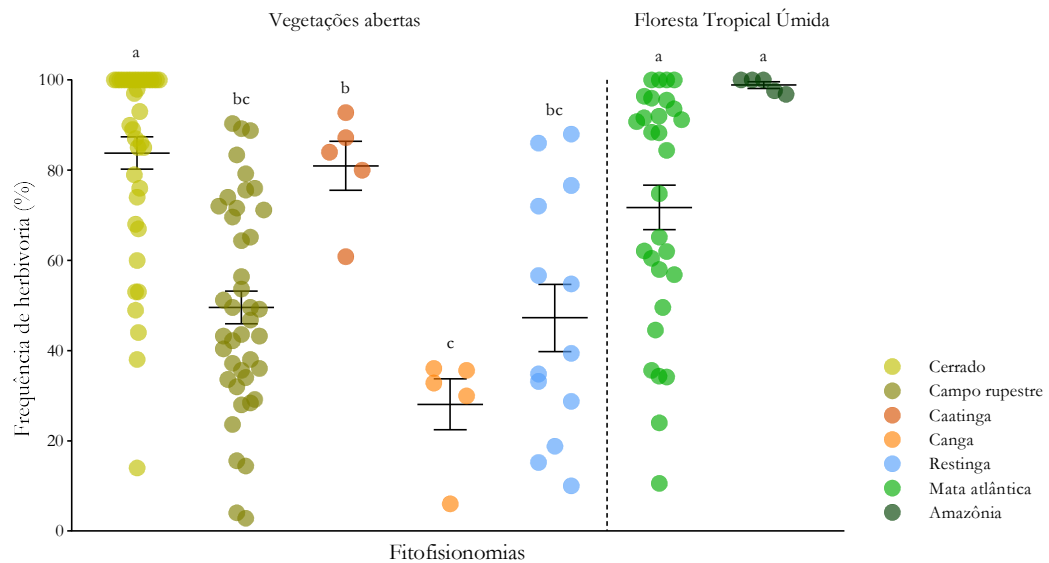 Vegetações abertas
Floresta Tropical Úmida
a
bc
b
c
bc
a
a
Frequência de herbivoria (%)
100
80
60
40
20
0
Fitofisionomias
Cerrado
Campo rupestre
Caatinga
Canga
Restinga
Mata atlântica
Amazônia